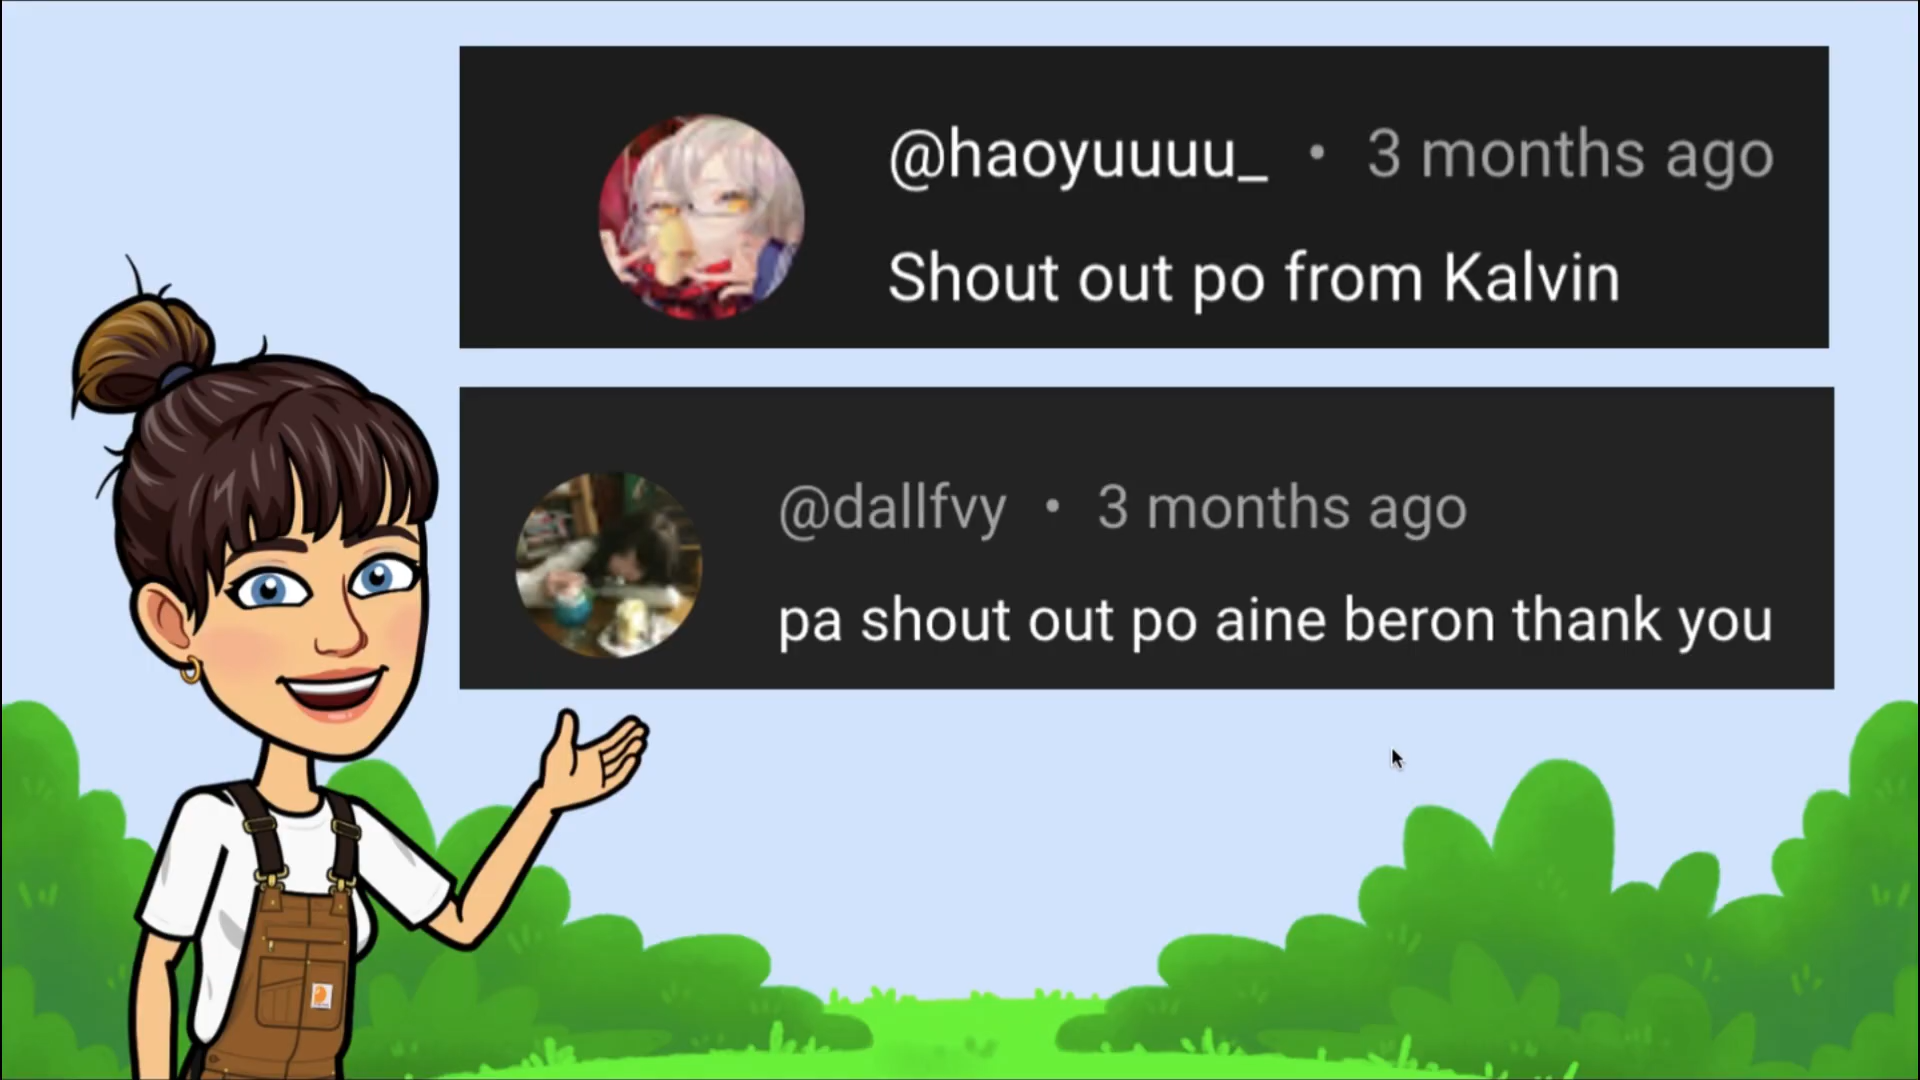 @haoyuuuu_ • 3 months ago
Shout out po from Kalvin
@dallfvy • 3 months ago
pa shout out po aine beron thank you